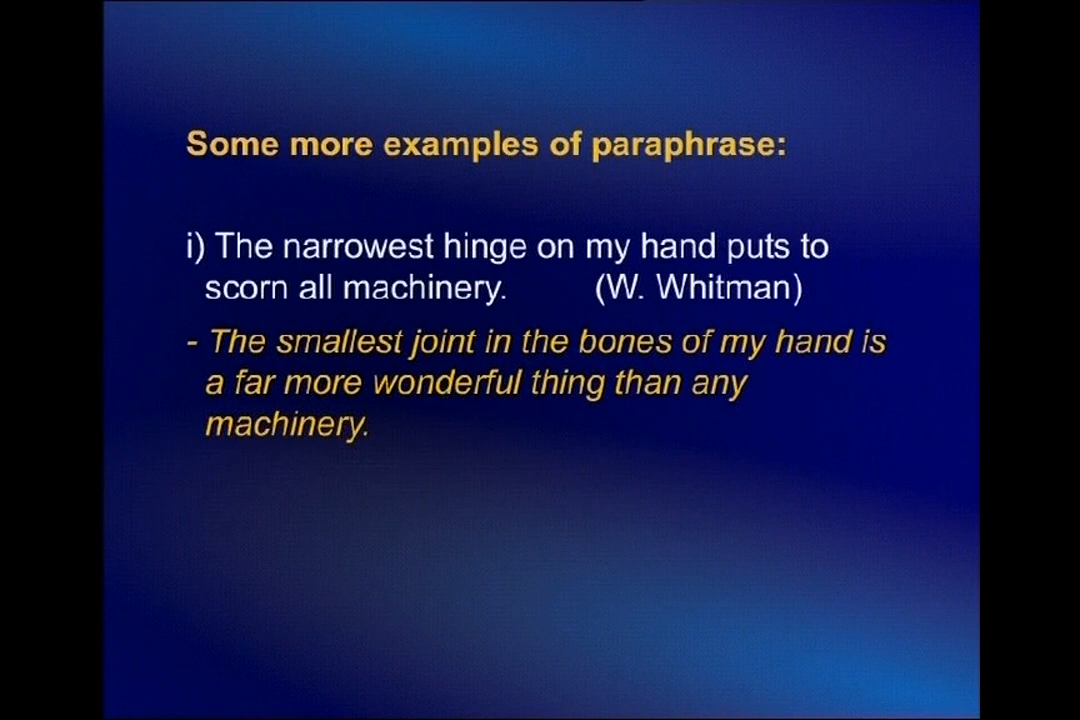 Some more examples of paraphrase:
i) The narrowest hinge on my hand puts to
scorn all machinery. (W. Whitman)
- The smallest joint in the bones of my hand is
a far more wonderful thing than any
machinery.